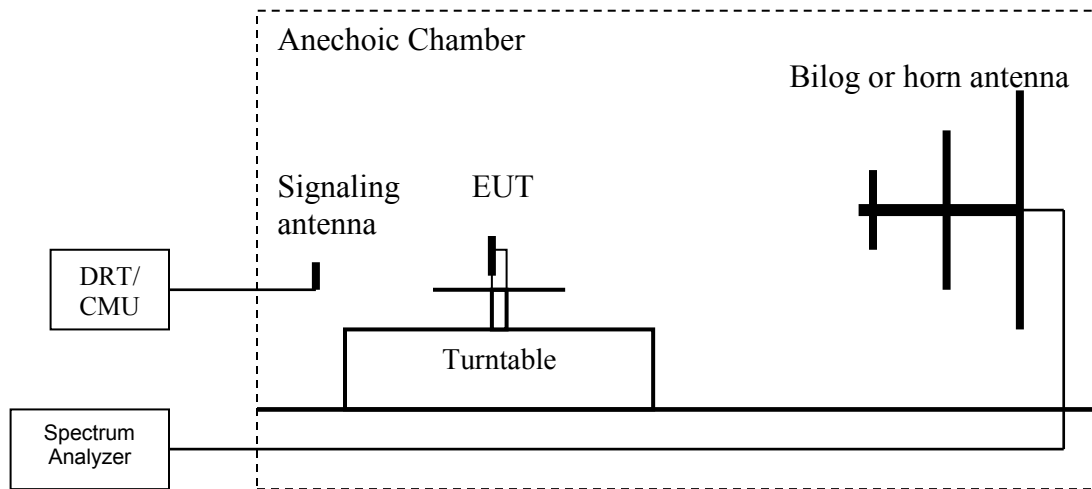 Anechoic Chamber
Bilog or horn antenna
Signaling
antenna
EUT
DRT/
CMU
Turntable
Spectrum
Analyzer